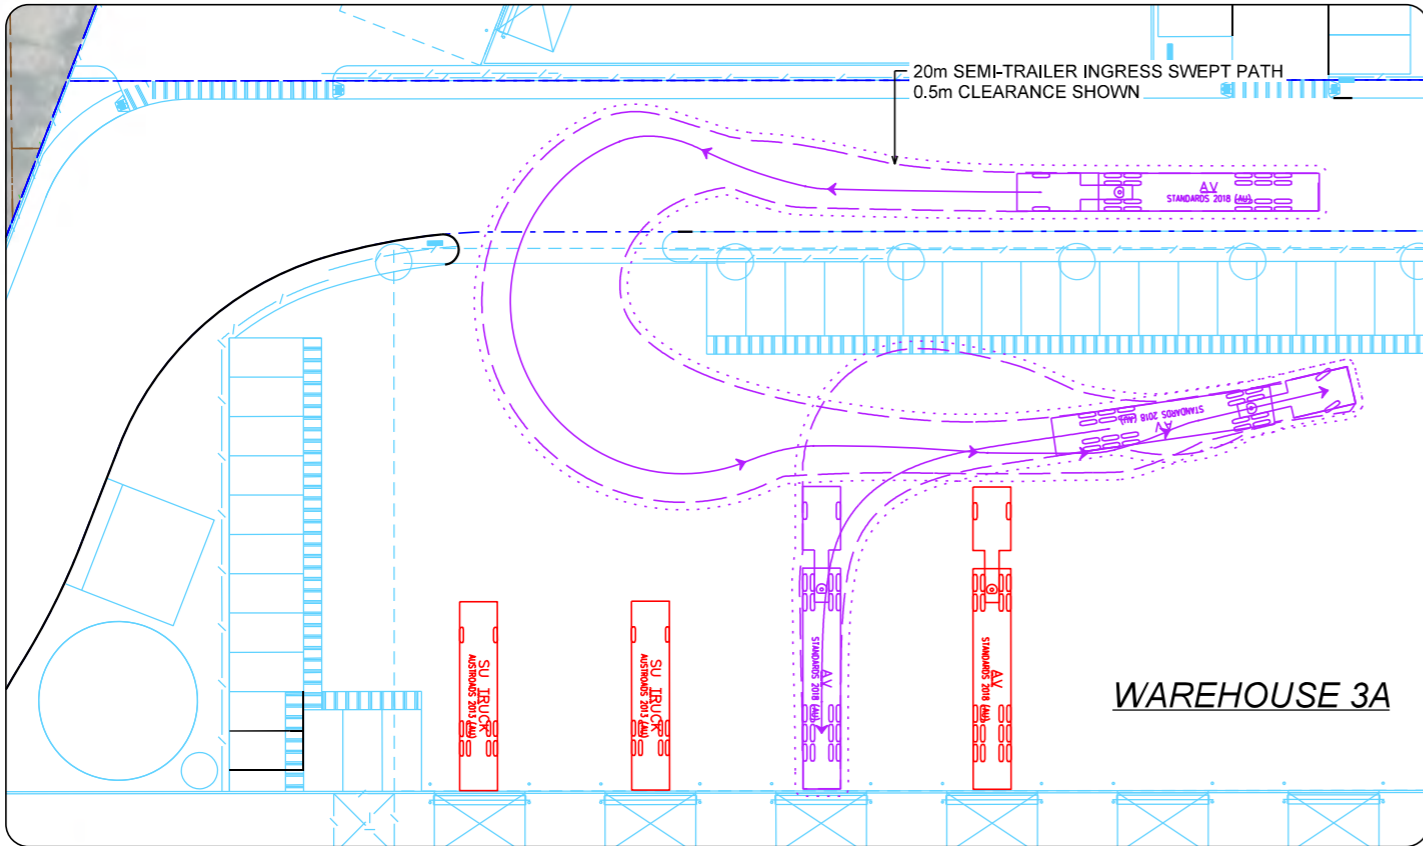 20m SEMI-TRAILER INGRESS SWEPT PATH
0.5m CLEARANCE SHOWN
AV
STANDARDS 2018 (AU)
AV
STANDARDS 2018 (AU)
SU TRUCK
AUSTROADS 2013 (AU)
SU TRUCK
AUSTROADS 2013 (AU)
AV
STANDARDS 2018 (AU)
AV
STANDARDS 2018 (AU)
WAREHOUSE 3A